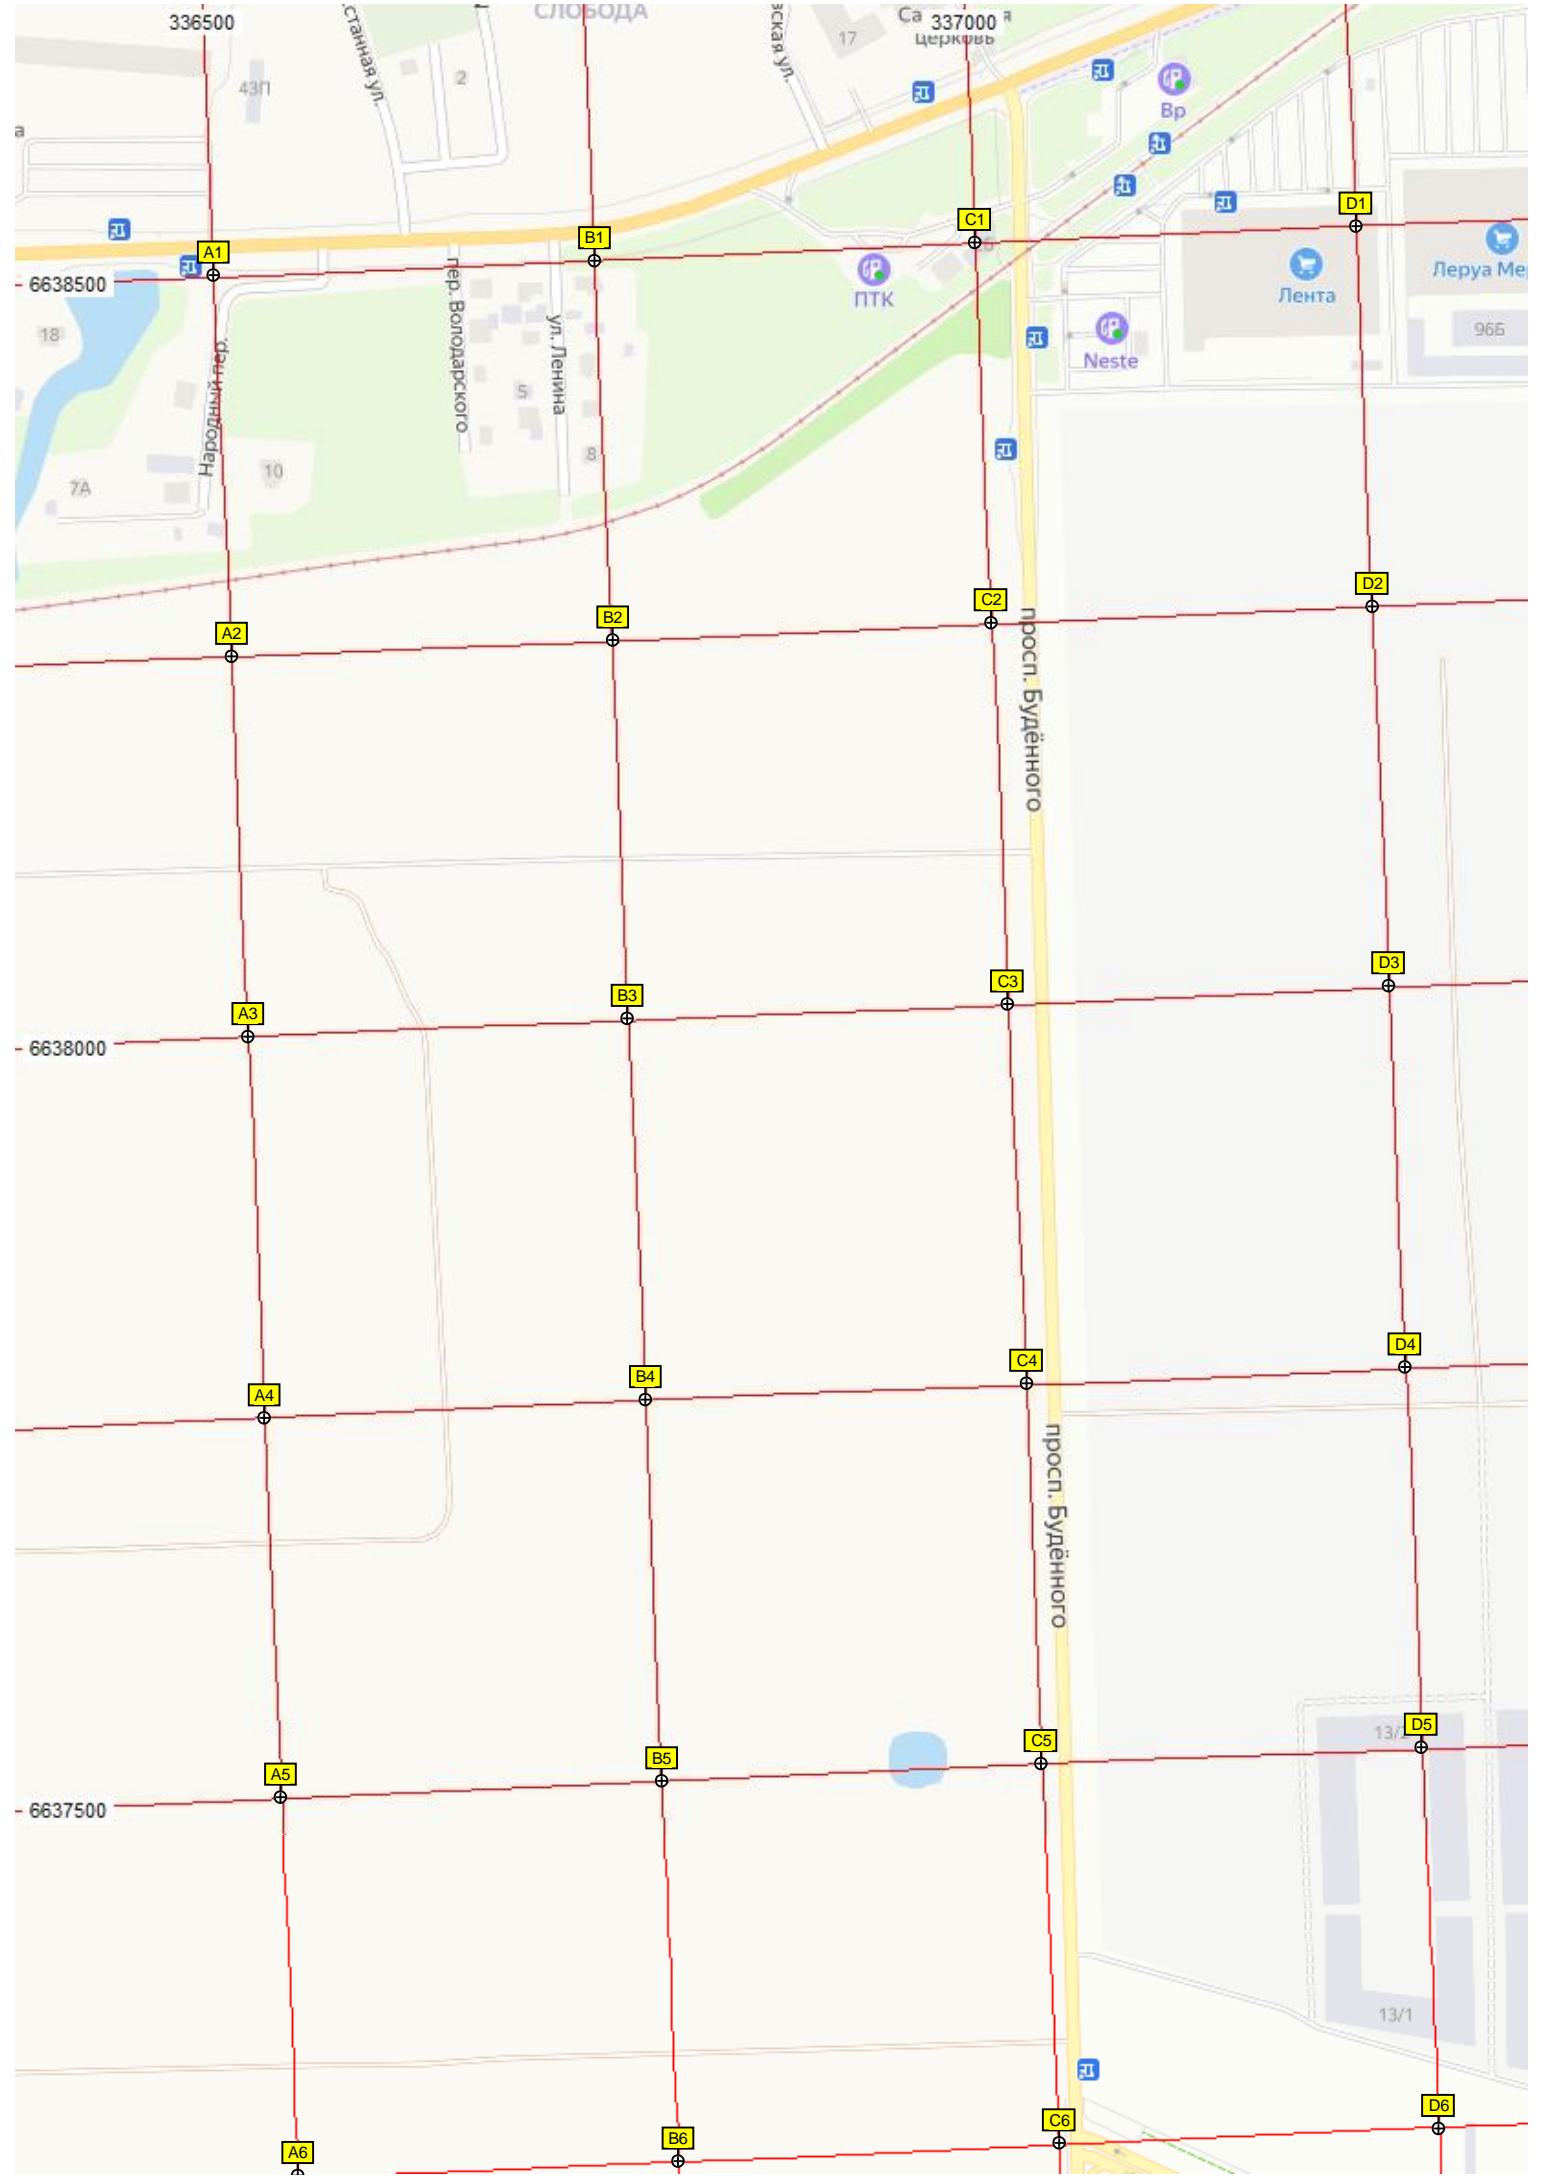 СЛОБОДА
336500
337000
церковь
станная ул.
вская ул.
17
2
43П
Вр
D1
C1
B1
A1
6638500
ПТК
Лента
Леруа Ме
Neste
96Б
18
Народный пер.
пер. Володарского
ул. Ленина
5
8
10
7А
D2
C2
B2
A2
просп. Будённого
D3
C3
B3
A3
6638000
D4
C4
B4
A4
просп. Будённого
D5
13/2
C5
B5
A5
6637500
13/1
D6
C6
B6
A6